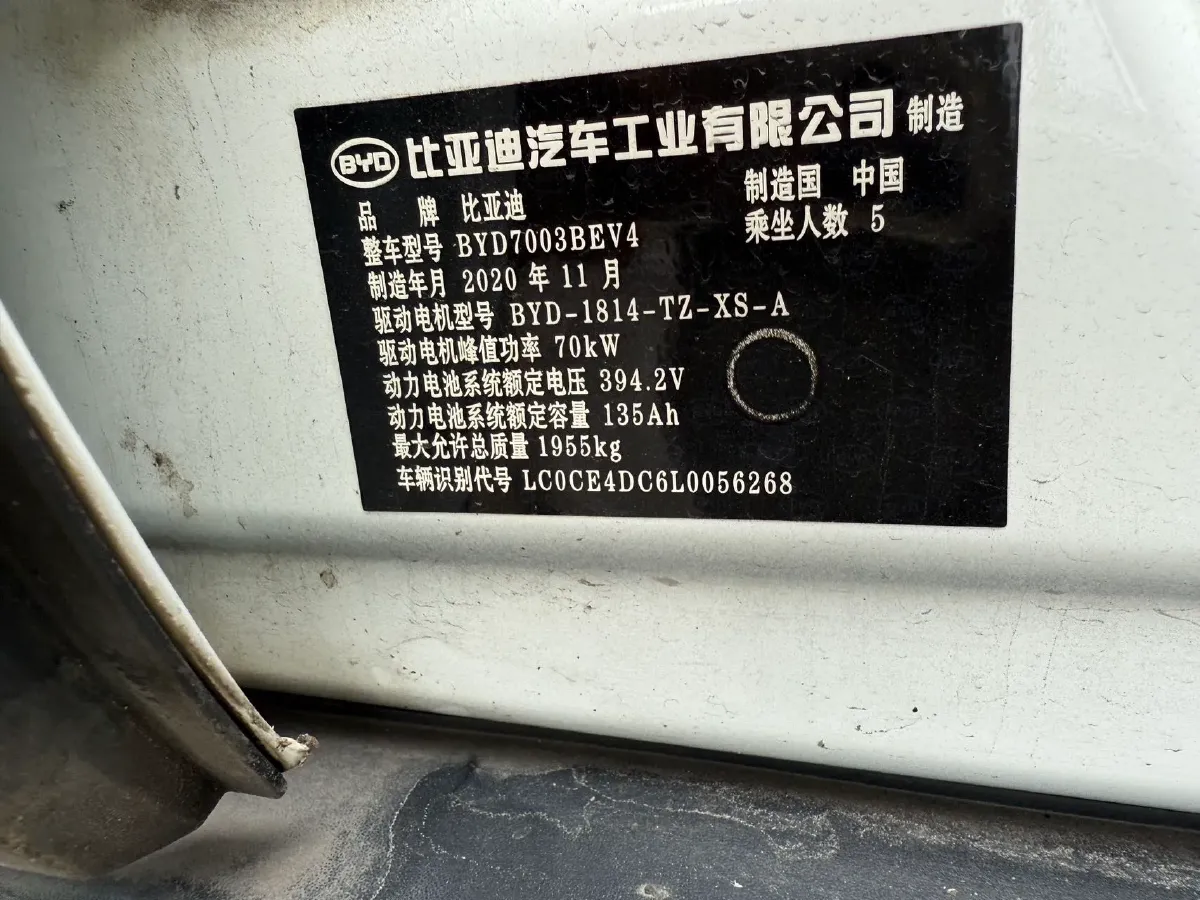 BYD 比亚迪汽车工业有限公司 制造
品 牌 比亚迪 制造国 中国
整车型号 BYD7003BEV4 乘坐人数 5
制造年月 2020 年 11 月
驱动电机型号 BYD-1814-TZ-XS-A
驱动电机峰值功率 70kW
动力电池系统额定电压 394.2V
动力电池系统额定容量 135Ah
最大允许总质量 1955kg
车辆识别代号 LC0CE4DC6L0056268